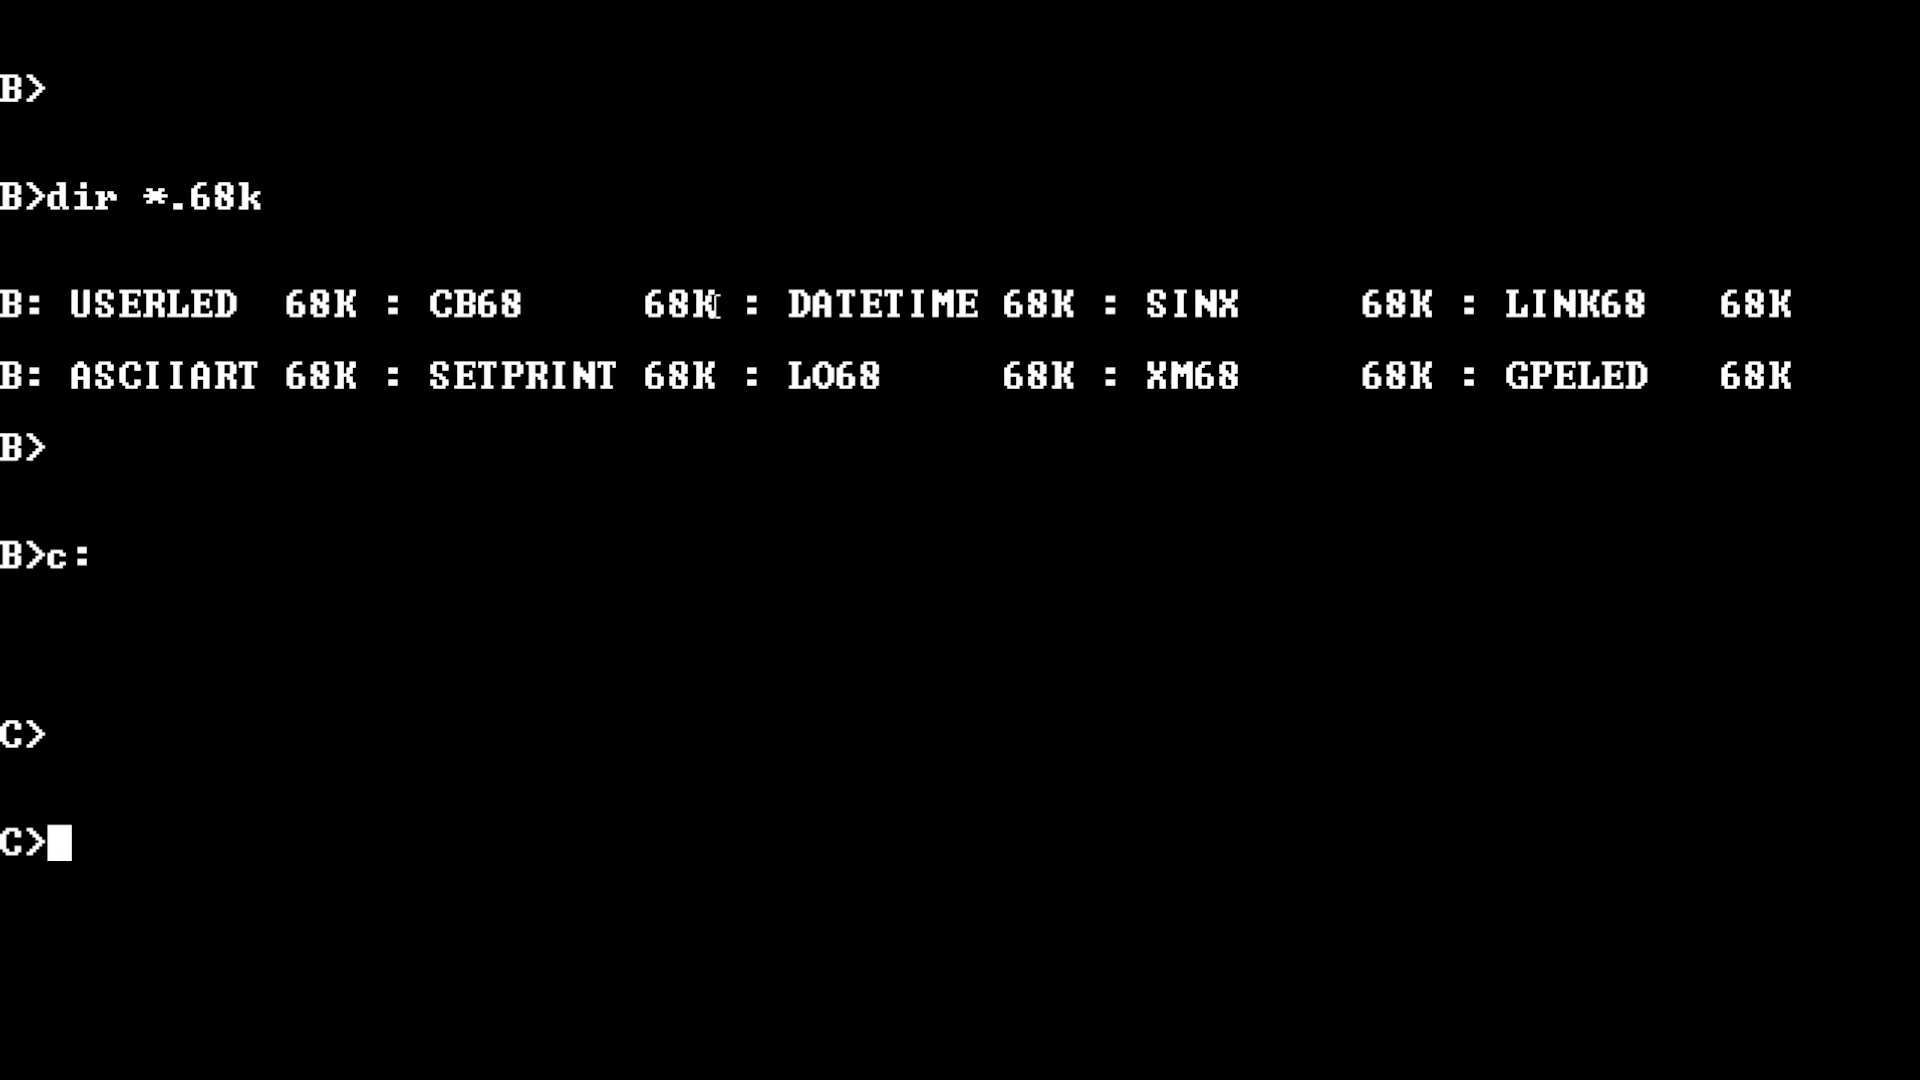 B>
B>dir *.68k
B: USERLED  68K : CB68     68K : DATETIME 68K : SINX     68K : LINK68   68K
B: ASCIIART 68K : SETPRINT 68K : LO68     68K : XM68     68K : GPELED   68K
B>
B>c:
C>
C>